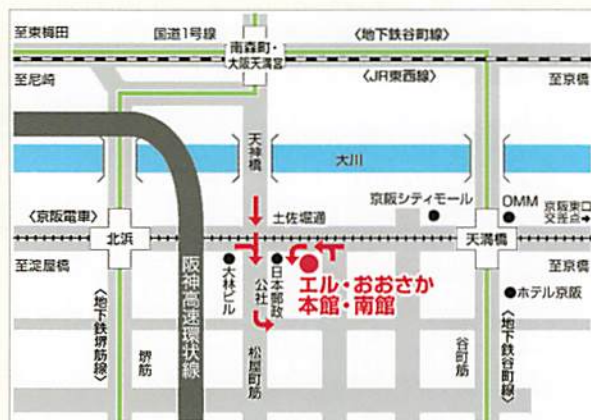 至東梅田
国道1号線
南森町・
大阪天満宮
〈地下鉄谷町線〉
至尼崎
〈JR東西線〉
至京橋
天神橋
大川
京阪シティモール
OMM
京阪東口
交差点➡
〈京阪電車〉
土佐堀通
北浜
天満橋
至淀屋橋
至京橋
大林ビル
公社
日本郵政
エル・おおさか
本館・南館
ホテル京阪
〈地下鉄堺筋線〉
堺筋
阪神高速環状線
松屋町筋
谷町筋
〈地下鉄谷町線〉